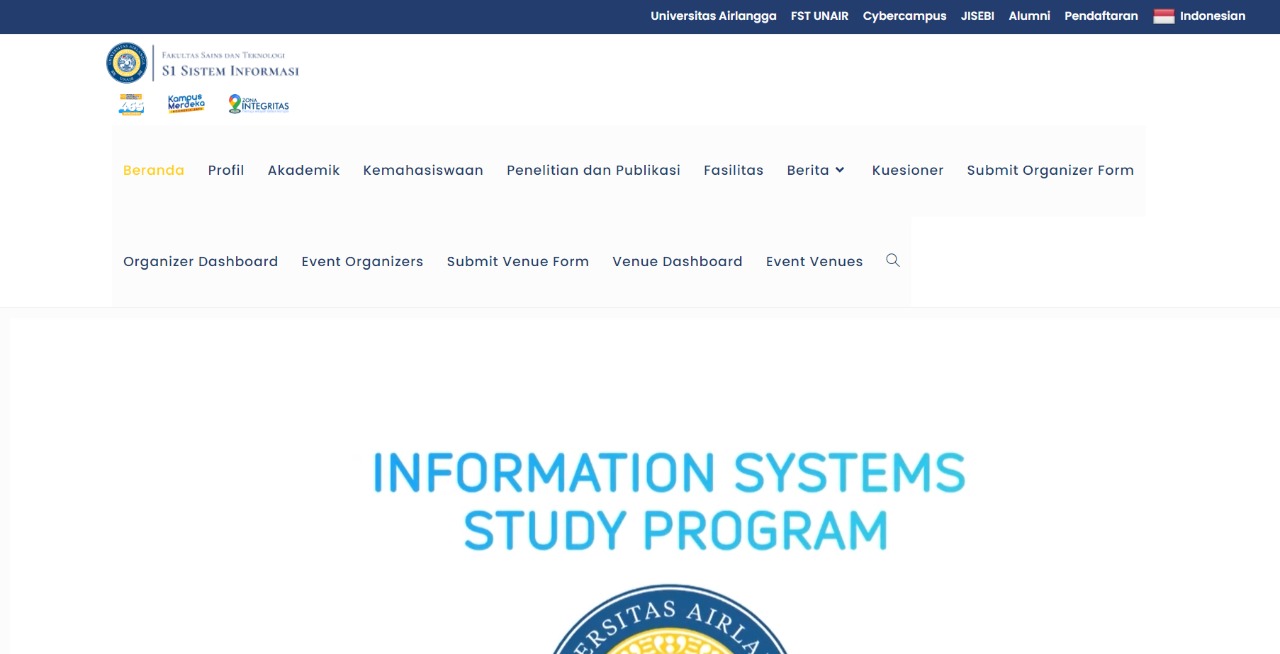 Universitas Airlangga FST UNAIR Cybercampus JISEBI Alumni Pendaftaran Indonesian
FAKULTAS SAINS DAN TEKNOLOGI
S1 SISTEM INFORMASI
Kampus
Merdeka
ZONA
INTEGRITAS
Beranda Profil Akademik Kemahasiswaan Penelitian dan Publikasi Fasilitas Berita Kuesioner Submit Organizer Form
Organizer Dashboard Event Organizers Submit Venue Form Venue Dashboard Event Venues
INFORMATION SYSTEMS
STUDY PROGRAM